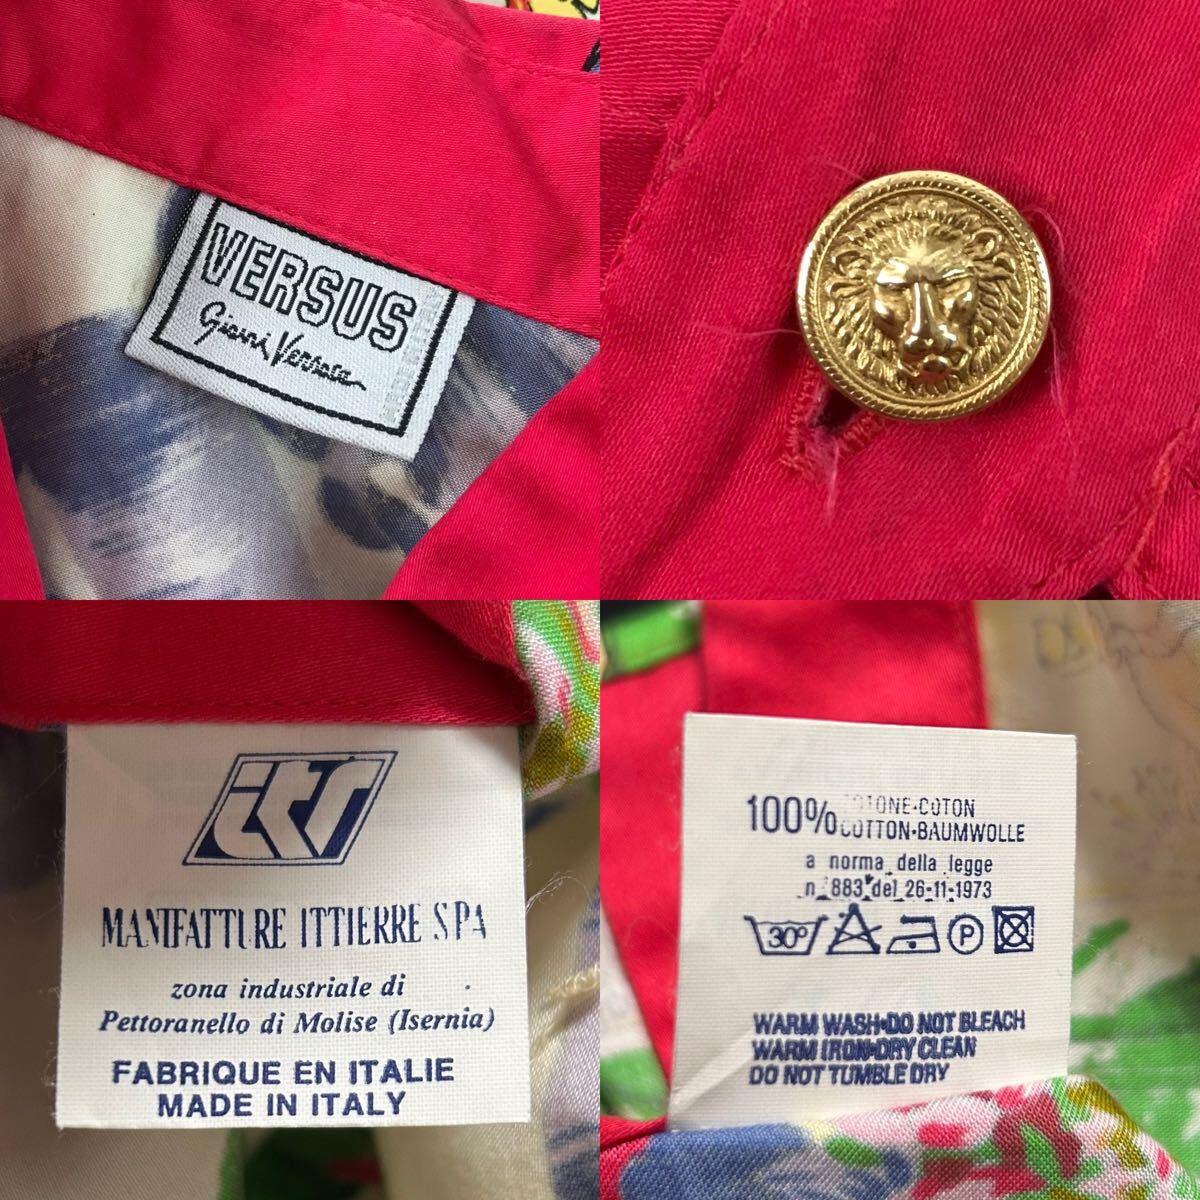 VERSUS
Gianni Versace
itr
MANIFATTURE ITTIERRE S.P.A
zona industriale di
Pettoranello di Molise (Isernia)
FABRIQUE EN ITALIE
MADE IN ITALY
100% COTONE·COTON
COTTON·BAUMWOLLE
a norma della legge
n. 883 del 26-11-1973
30° P
WARM WASH·DO NOT BLEACH
WARM IRON·DRY CLEAN
DO NOT TUMBLE DRY